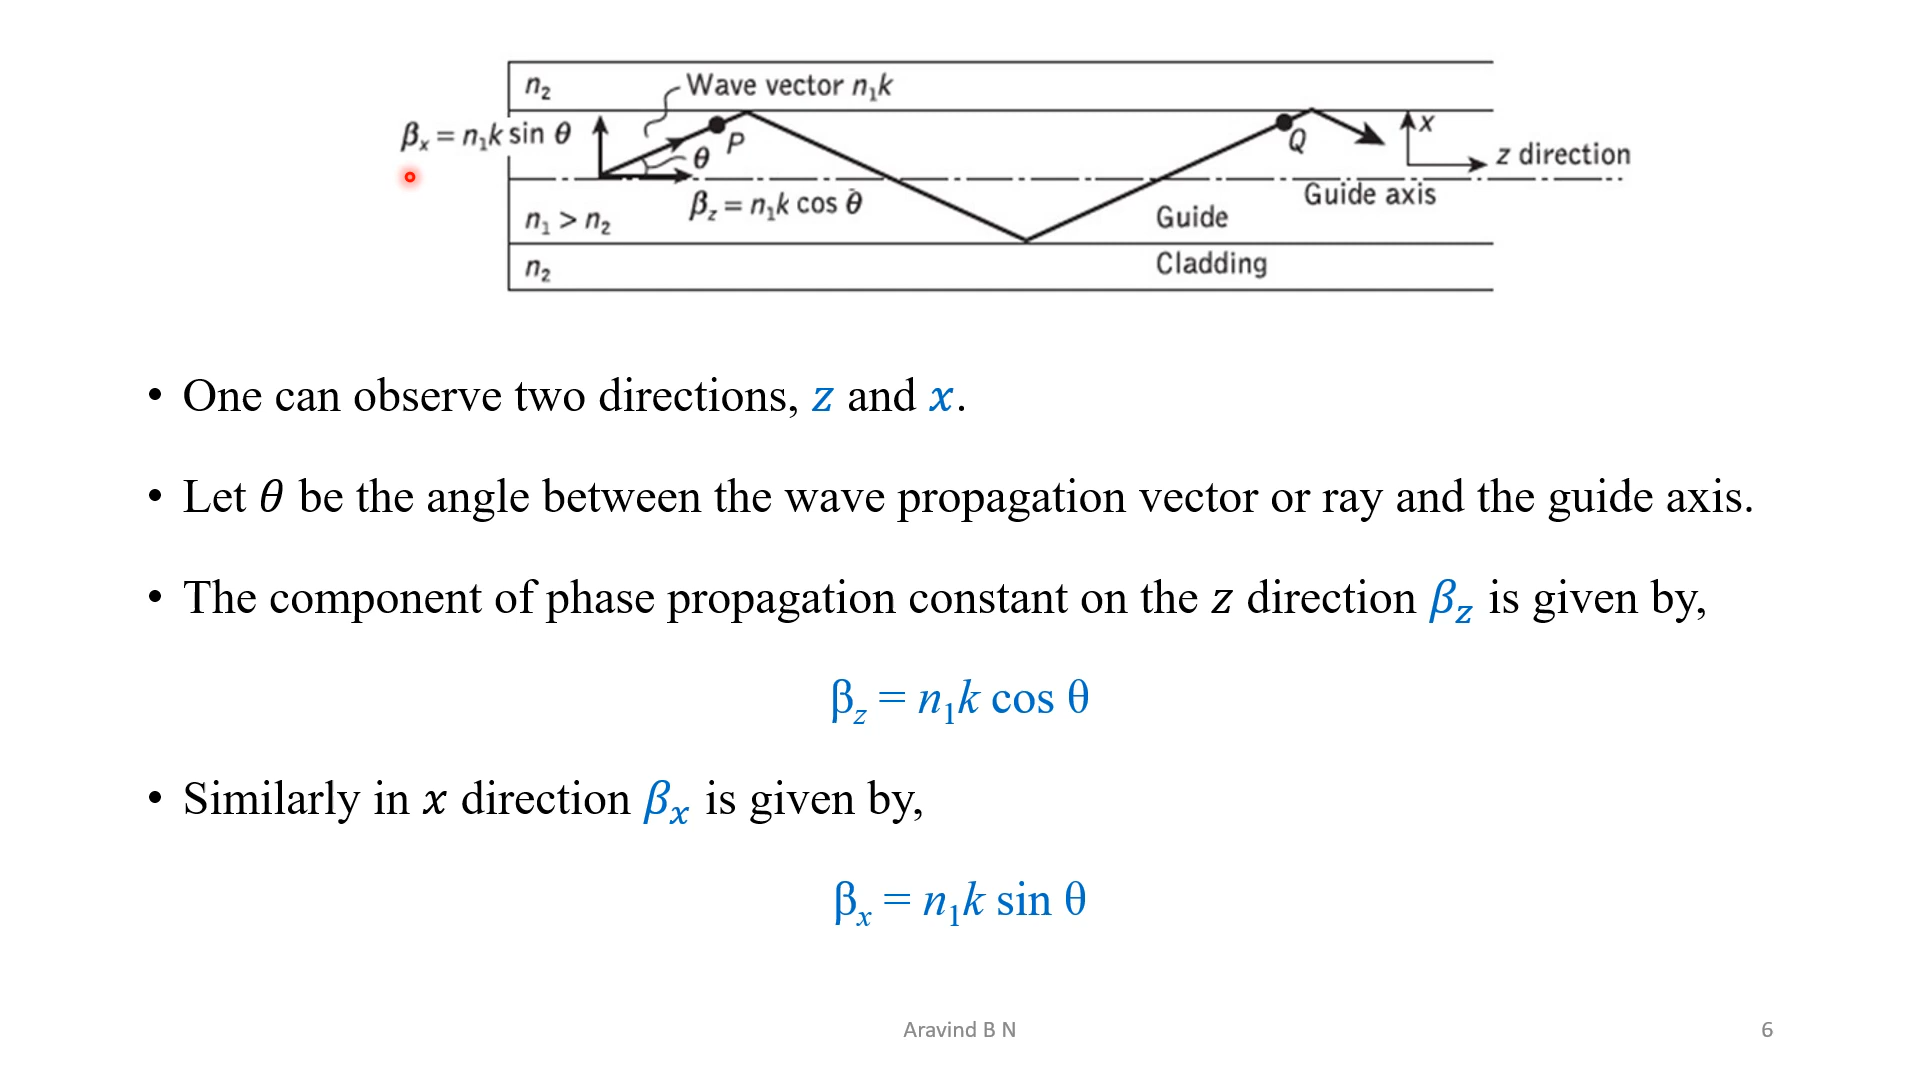 n₂
Wave vector n₁k
βₓ = n₁k sin θ
P
θ
Q
x
z direction
β_z = n₁k cos θ
Guide axis
n₁ > n₂
Guide
n₂
Cladding
• One can observe two directions, z and x.
• Let θ be the angle between the wave propagation vector or ray and the guide axis.
• The component of phase propagation constant on the z direction β_z is given by,
β_z = n₁k cos θ
• Similarly in x direction βₓ is given by,
βₓ = n₁k sin θ
Aravind B N
6